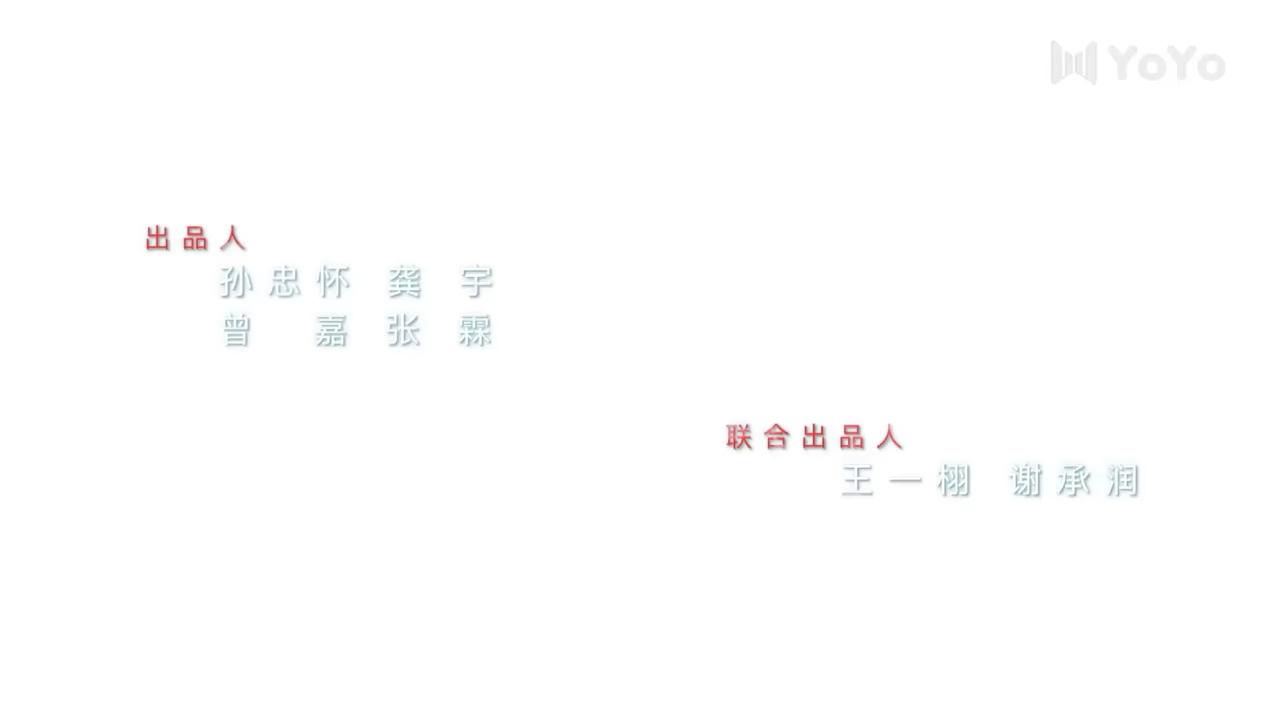 YoYo
出品人
孙忠怀 龚宇
曾嘉 张霖
联合出品人
王一栩 谢承润